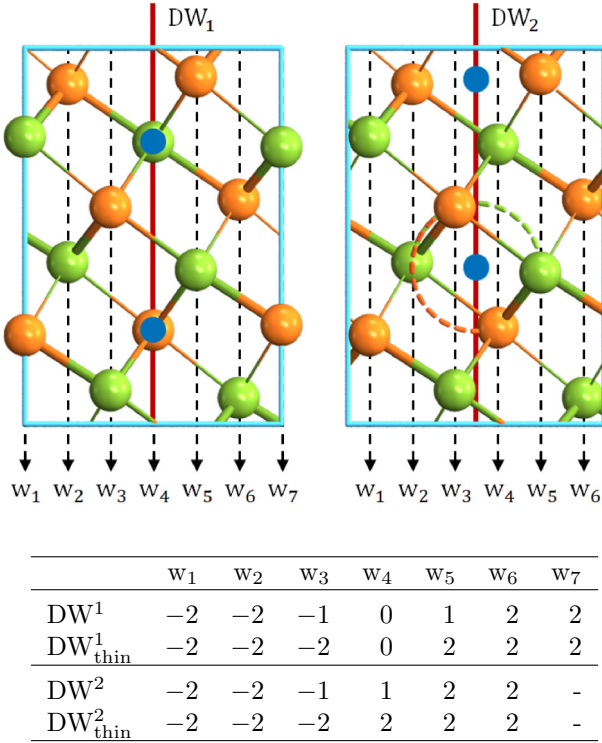 DW₁ DW₂
w₁ w₂ w₃ w₄ w₅ w₆ w₇ w₁ w₂ w₃ w₄ w₅ w₆
w₁ w₂ w₃ w₄ w₅ w₆ w₇
DW¹ −2 −2 −1 0 1 2 2
DW¹thin −2 −2 −2 0 2 2 2
DW² −2 −2 −1 1 2 2 -
DW²thin −2 −2 −2 2 2 2 -